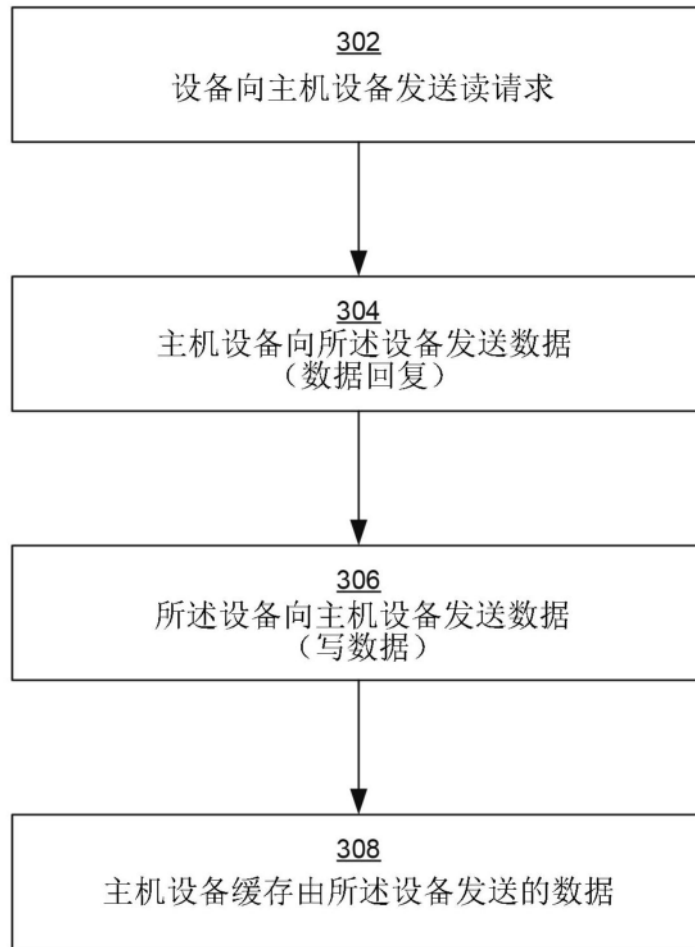 302
设备向主机设备发送读请求
304
主机设备向所述设备发送数据
（数据回复）
306
所述设备向主机设备发送数据
（写数据）
308
主机设备缓存由所述设备发送的数据